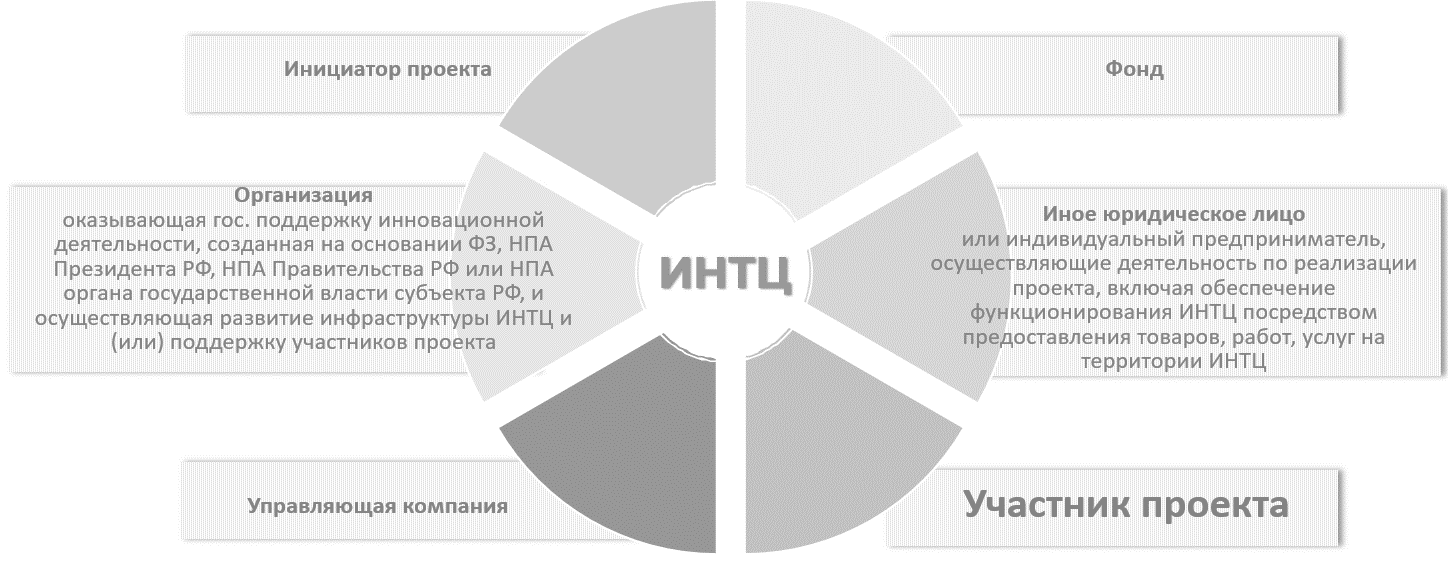 Инициатор проекта
Фонд
Организация
оказывающая гос. поддержку инновационной
деятельности, созданная на основании ФЗ, НПА
Президента РФ, НПА Правительства РФ или НПА
органа государственной власти субъекта РФ, и
осуществляющая развитие инфраструктуры ИНТЦ и
(или) поддержку участников проекта
ИНТЦ
Иное юридическое лицо
или индивидуальный предприниматель,
осуществляющие деятельность по реализации
проекта, включая обеспечение
функционирования ИНТЦ посредством
предоставления товаров, работ, услуг на
территории ИНТЦ
Управляющая компания
Участник проекта